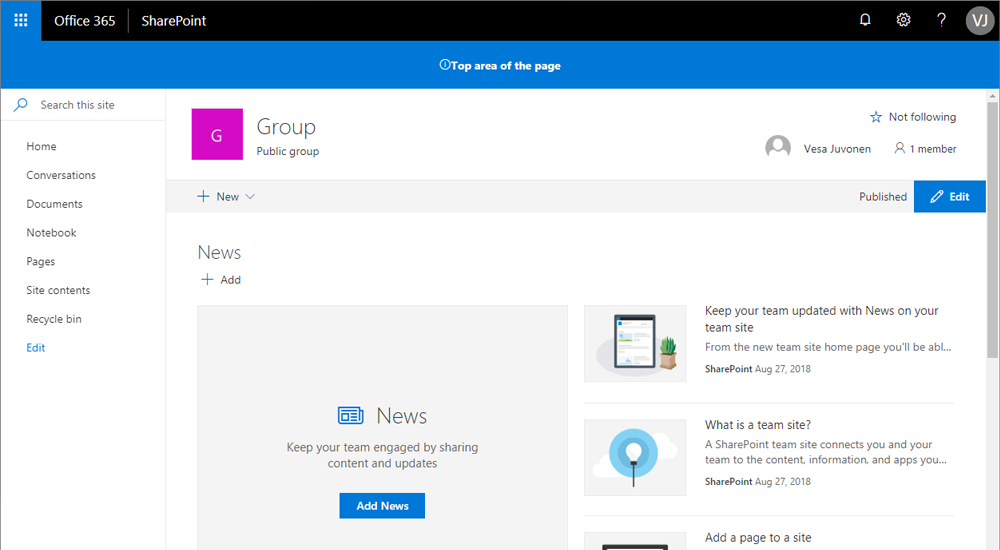 Office 365 SharePoint ? VJ
Top area of the page
Search this site
Home
Conversations
Documents
Notebook
Pages
Site contents
Recycle bin
Edit
G
Group
Public group
Not following
Vesa Juvonen 1 member
New
Published Edit
News
Add
News
Keep your team engaged by sharing
content and updates
Add News
Keep your team updated with News on your
team site
From the new team site home page you'll be abl...
SharePoint Aug 27, 2018
What is a team site?
A SharePoint team site connects you and your
team to the content, information, and apps you...
SharePoint Aug 27, 2018
Add a page to a site